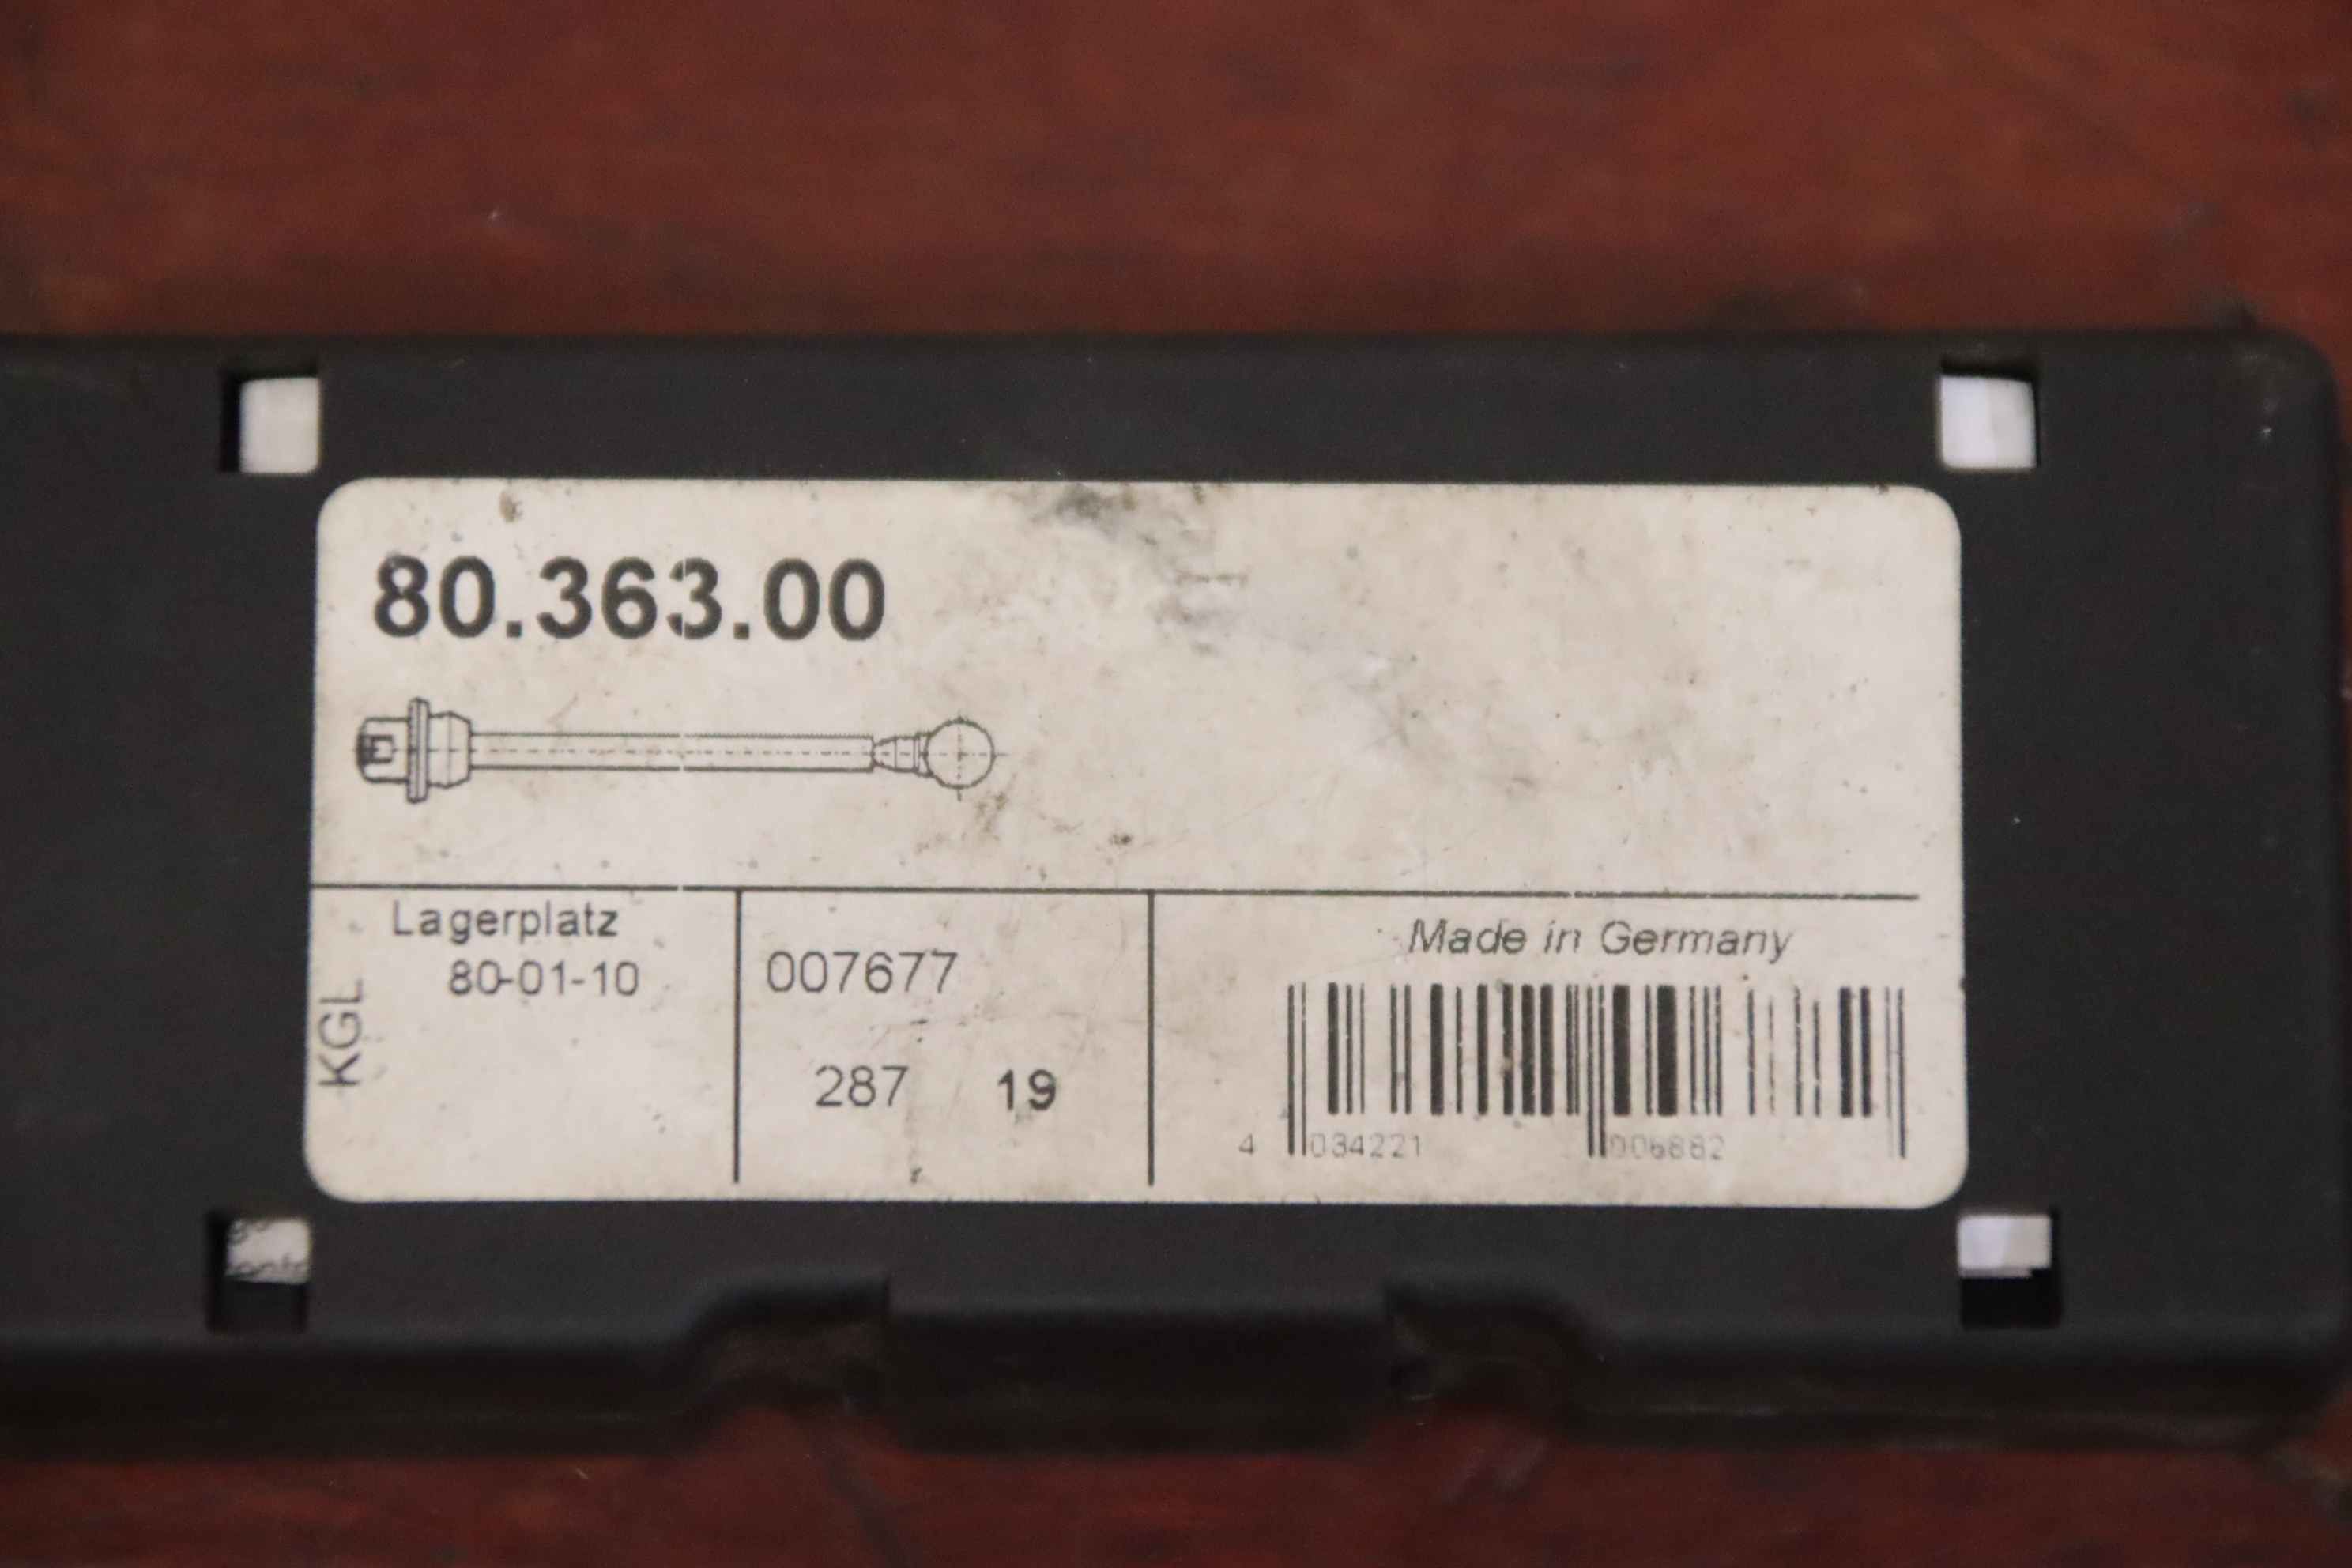 80.363.00
Lagerplatz
80-01-10
KGL
007677
287 19
Made in Germany
4 034221 006882